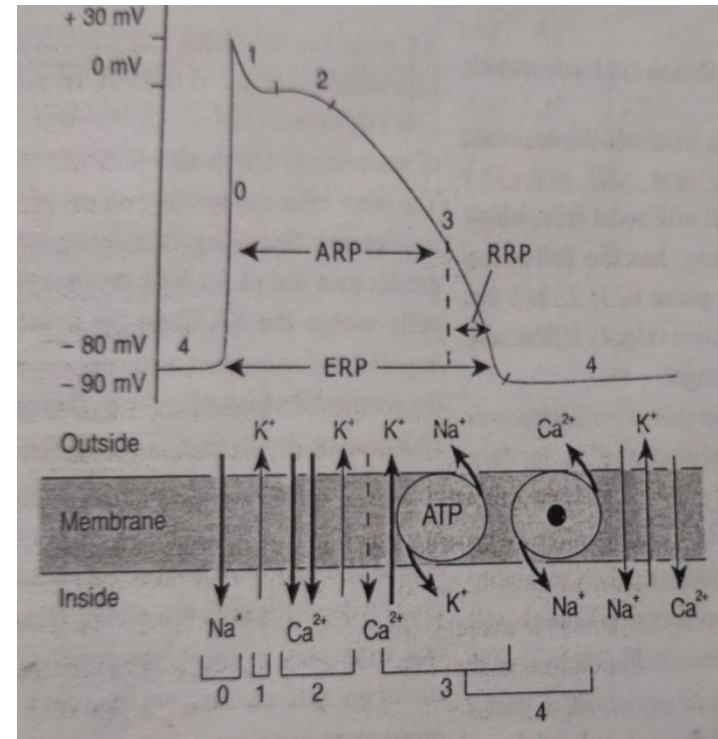 + 30 mV
0 mV
1
2
0
3
ARP
RRP
− 80 mV
4
ERP
4
− 90 mV
Outside
K⁺
K⁺
K⁺
Na⁺
Ca²⁺
K⁺
Membrane
ATP
Inside
K⁺
Na⁺
Ca²⁺
Ca²⁺
Na⁺
Na⁺
Ca²⁺
0
1
2
3
4